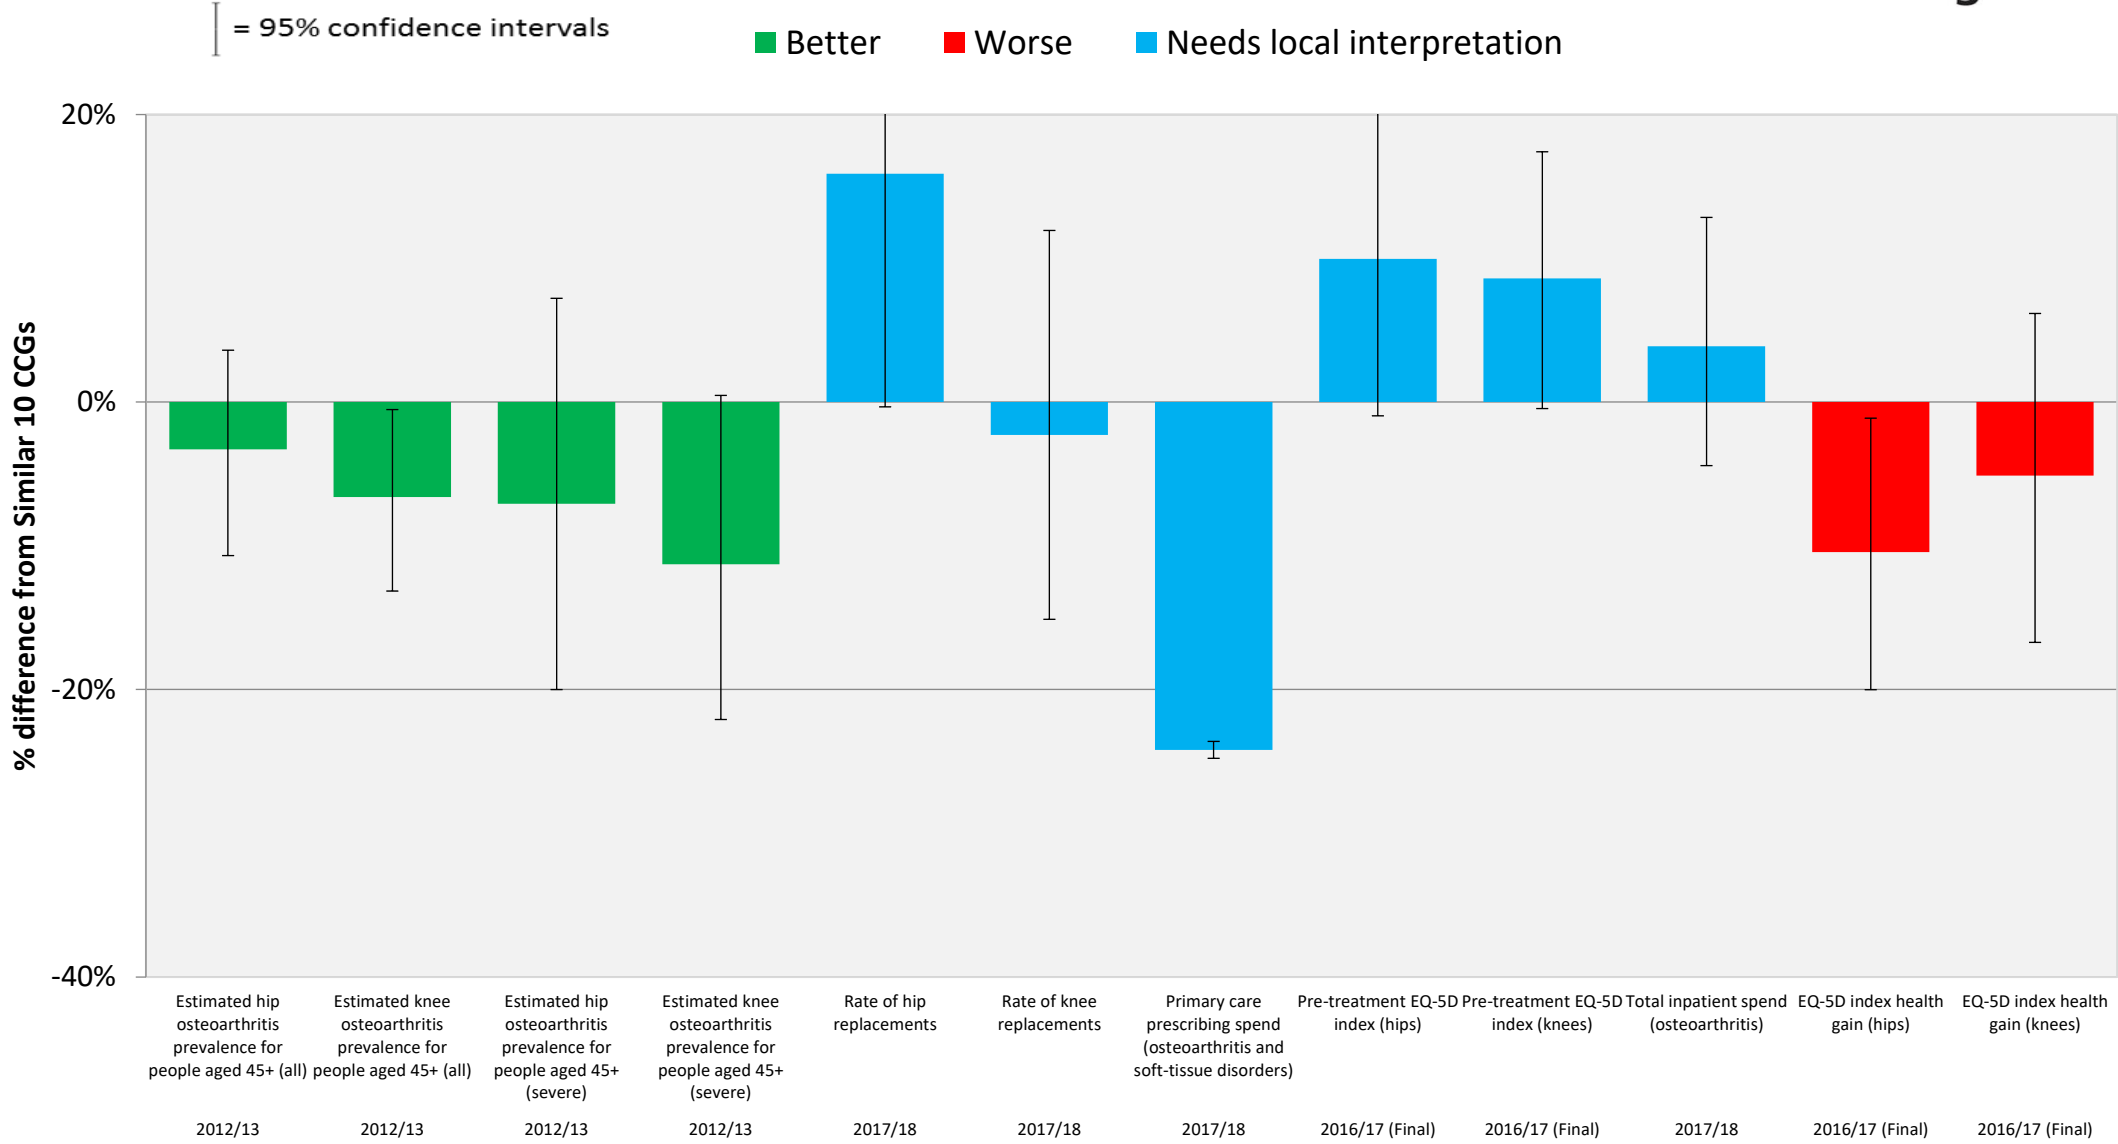 = 95% confidence intervals
Better Worse Needs local interpretation
20%
0%
-20%
-40%
% difference from Similar 10 CCGs
Estimated hip
osteoarthritis
prevalence for
people aged 45+ (all)
2012/13
Estimated knee
osteoarthritis
prevalence for
people aged 45+ (all)
2012/13
Estimated hip
osteoarthritis
prevalence for
people aged 45+
(severe)
2012/13
Estimated knee
osteoarthritis
prevalence for
people aged 45+
(severe)
2012/13
Rate of hip
replacements
2017/18
Rate of knee
replacements
2017/18
Primary care
prescribing spend
(osteoarthritis and
soft-tissue disorders)
2017/18
Pre-treatment EQ-5D
index (hips)
2016/17 (Final)
Pre-treatment EQ-5D
index (knees)
2016/17 (Final)
Total inpatient spend
(osteoarthritis)
2017/18
EQ-5D index health
gain (hips)
2016/17 (Final)
EQ-5D index health
gain (knees)
2016/17 (Final)